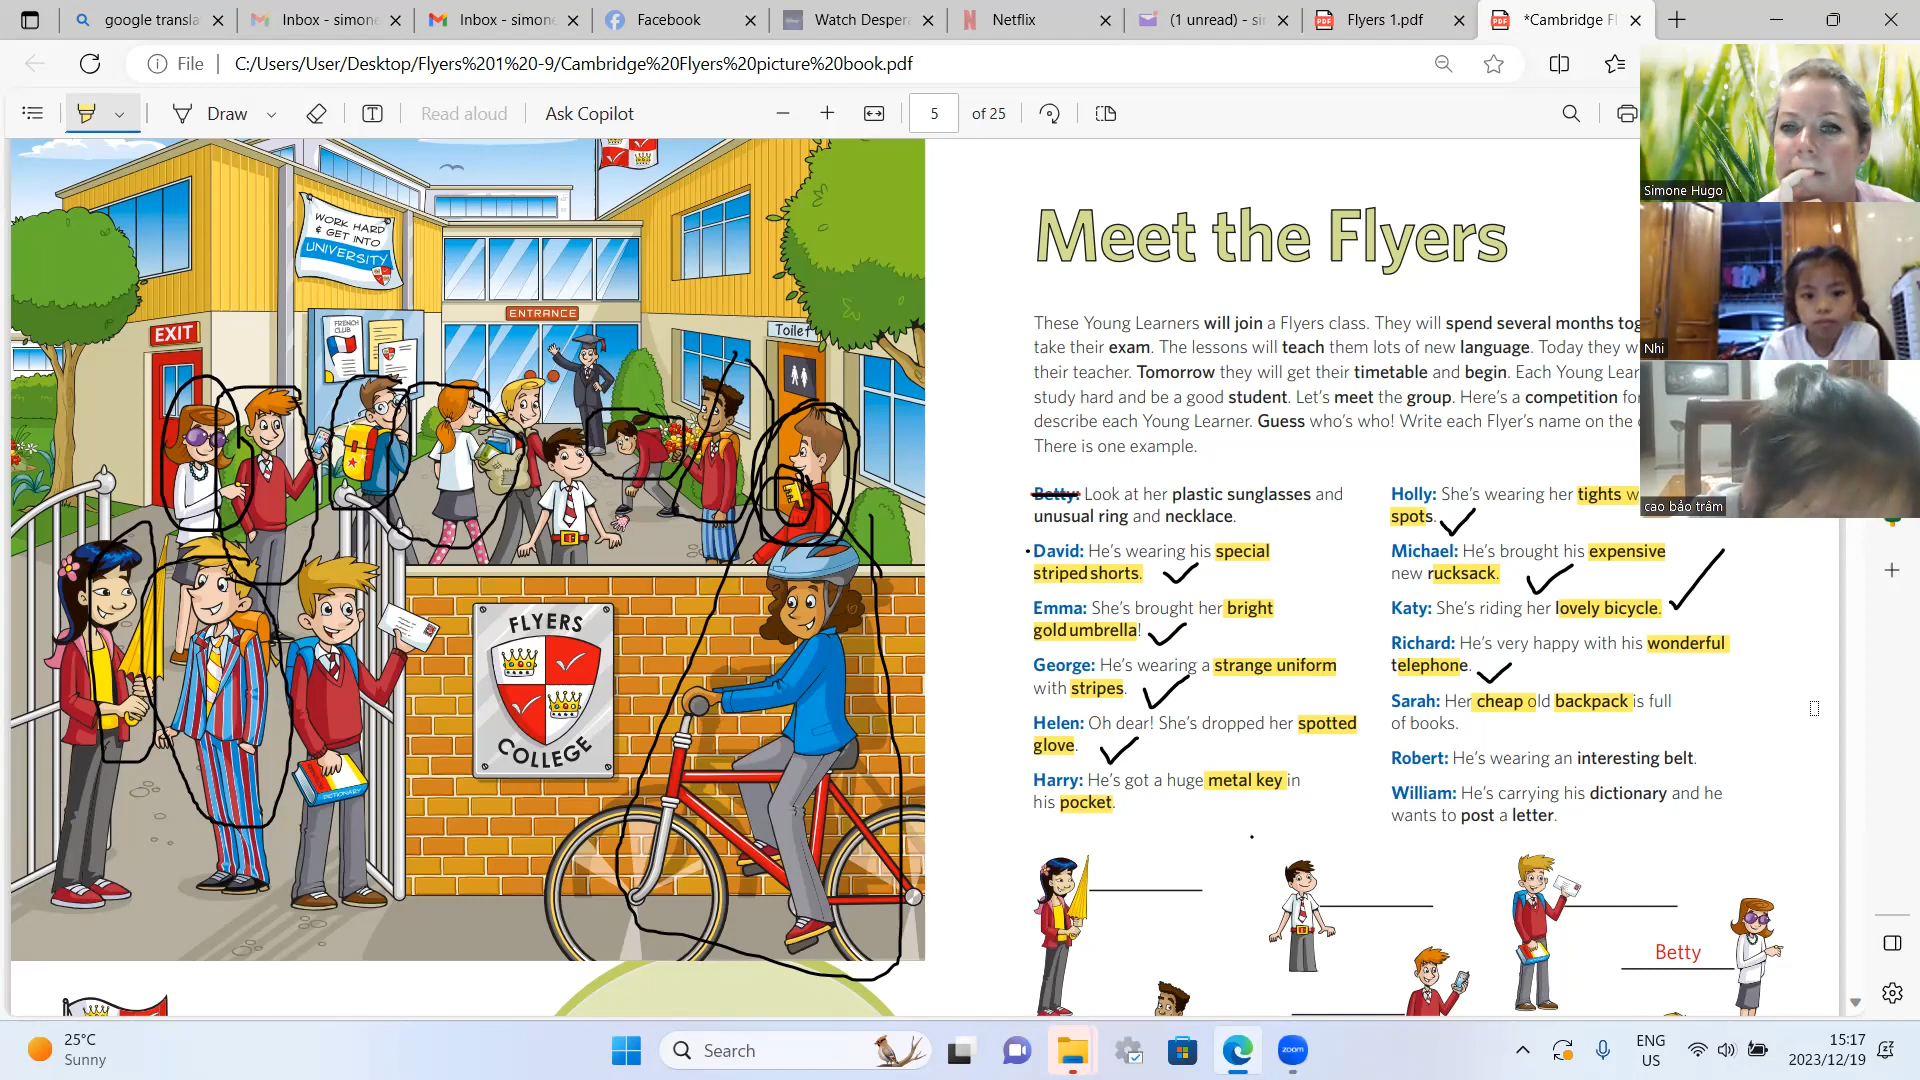 google transla
Inbox - simone
Inbox - simone
Facebook
Watch Despera
Netflix
(1 unread) - si
Flyers 1.pdf
*Cambridge Fl
File
C:/Users/User/Desktop/Flyers%201%20-9/Cambridge%20Flyers%20picture%20book.pdf
Draw
Read aloud
Ask Copilot
5
of 25
Simone Hugo
Nhi
cao bảo trâm
WORK HARD
& GET INTO
UNIVERSITY
FRENCH
CLUB
EXIT
ENTRANCE
Toilet
FLYERS
COLLEGE
DICTIONARY
Meet the Flyers
These Young Learners will join a Flyers class. They will spend several months tog
take their exam. The lessons will teach them lots of new language. Today they w
their teacher. Tomorrow they will get their timetable and begin. Each Young Lear
study hard and be a good student. Let's meet the group. Here's a competition fo
describe each Young Learner. Guess who's who! Write each Flyer's name on the
There is one example.
Betty: Look at her plastic sunglasses and
unusual ring and necklace.
David: He's wearing his special
striped shorts.
Emma: She's brought her bright
gold umbrella!
George: He's wearing a strange uniform
with stripes.
Helen: Oh dear! She's dropped her spotted
glove.
Harry: He's got a huge metal key in
his pocket.
Holly: She's wearing her tights w
spots.
Michael: He's brought his expensive
new rucksack.
Katy: She's riding her lovely bicycle.
Richard: He's very happy with his wonderful
telephone.
Sarah: Her cheap old backpack is full
of books.
Robert: He's wearing an interesting belt.
William: He's carrying his dictionary and he
wants to post a letter.
Betty
25°C
Sunny
Search
zoom
ENG
US
15:17
2023/12/19